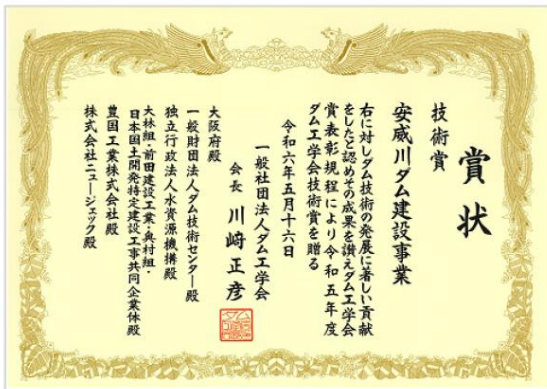 賞状
技術賞
安威川ダム建設事業
右に対しダム技術の発展に著しい貢献
をしたと認めその成果を讃えダム工学会
賞表彰規程により令和五年度
ダム工学会技術賞を贈る
令和六年五月十六日
一般社団法人ダム工学会
会長 川﨑正彦
大阪府殿
一般財団法人ダム技術センター殿
独立行政法人水資源機構殿
大林組・前田建設工業・奥村組・
日本国土開発特定建設工事共同企業体殿
豊国工業株式会社殿
株式会社ニュージェック殿